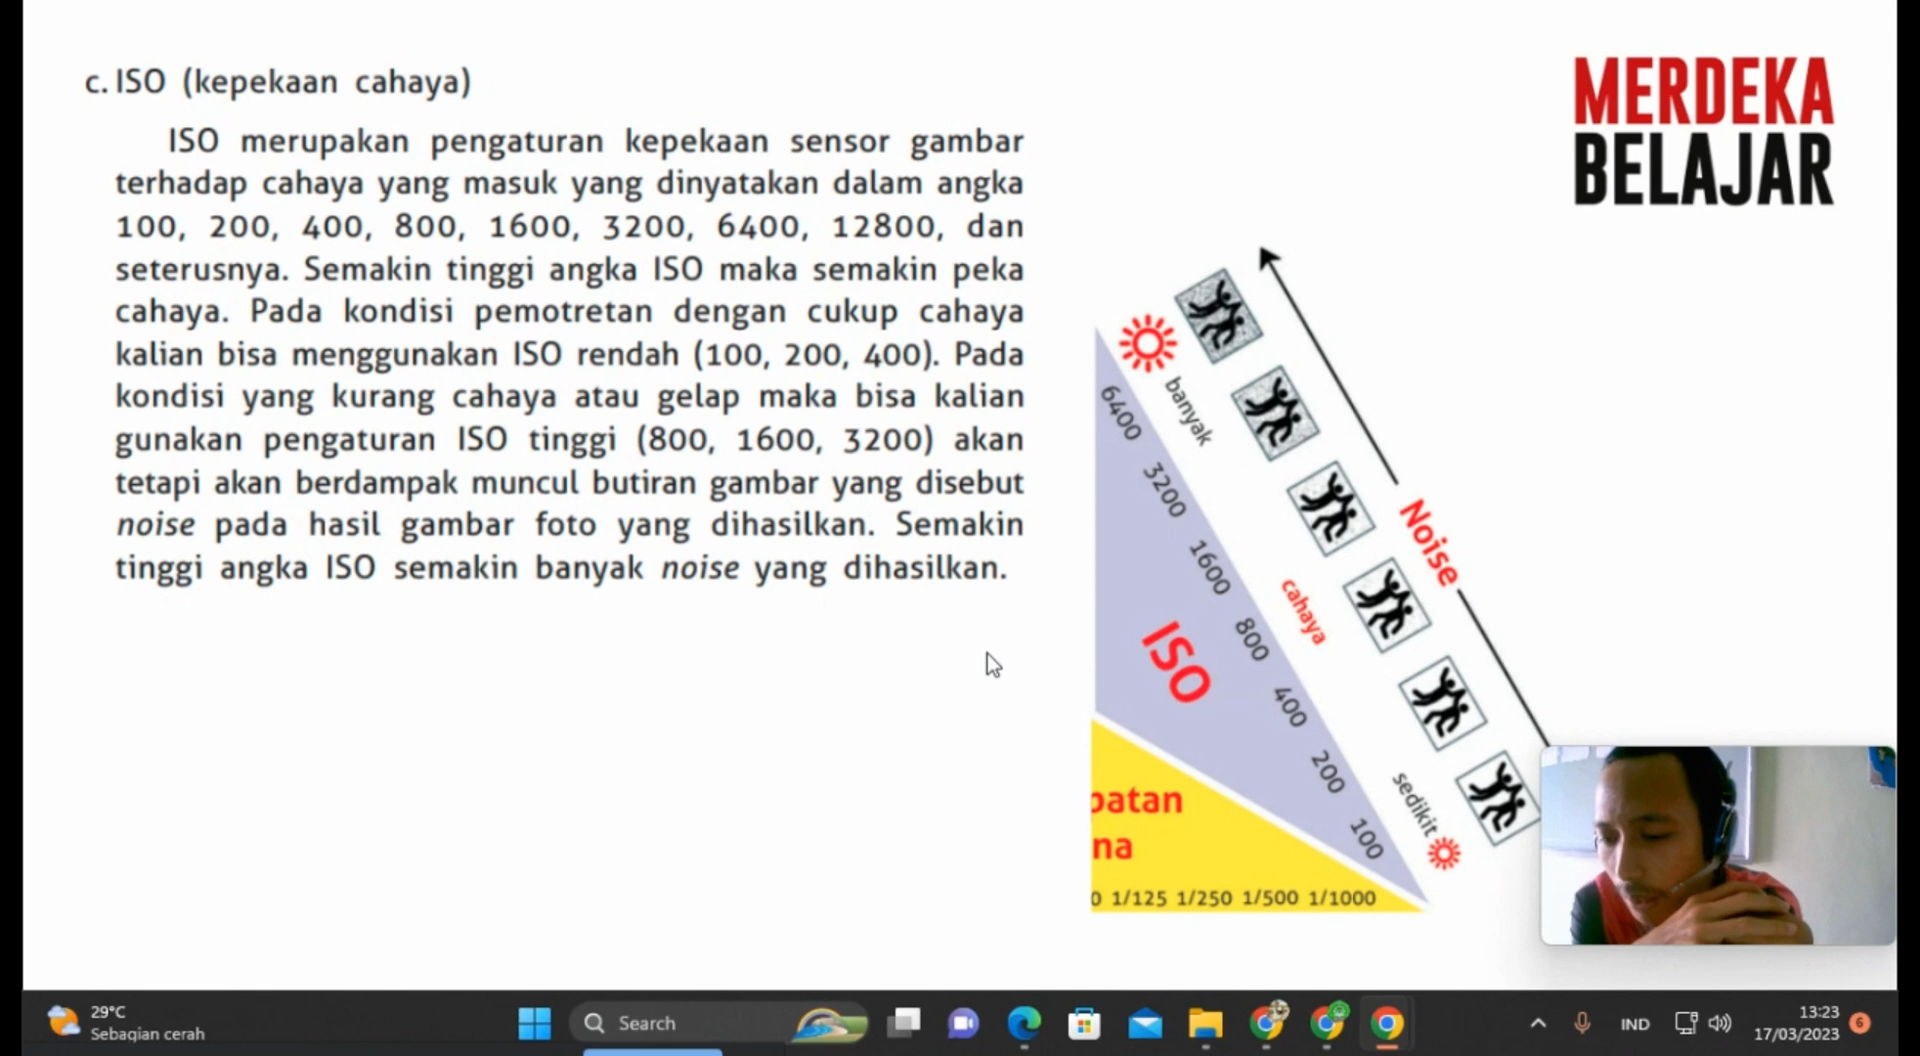 c. ISO (kepekaan cahaya)
ISO merupakan pengaturan kepekaan sensor gambar
terhadap cahaya yang masuk yang dinyatakan dalam angka
100, 200, 400, 800, 1600, 3200, 6400, 12800, dan
seterusnya. Semakin tinggi angka ISO maka semakin peka
cahaya. Pada kondisi pemotretan dengan cukup cahaya
kalian bisa menggunakan ISO rendah (100, 200, 400). Pada
kondisi yang kurang cahaya atau gelap maka bisa kalian
gunakan pengaturan ISO tinggi (800, 1600, 3200) akan
tetapi akan berdampak muncul butiran gambar yang disebut
noise pada hasil gambar foto yang dihasilkan. Semakin
tinggi angka ISO semakin banyak noise yang dihasilkan.
MERDEKA
BELAJAR
banyak
cahaya
sedikit
Noise
6400
3200
1600
800
400
200
100
ISO
patan
na
0 1/125 1/250 1/500 1/1000
29°C
Sebagian cerah
Search
IND
13:23
17/03/2023
6